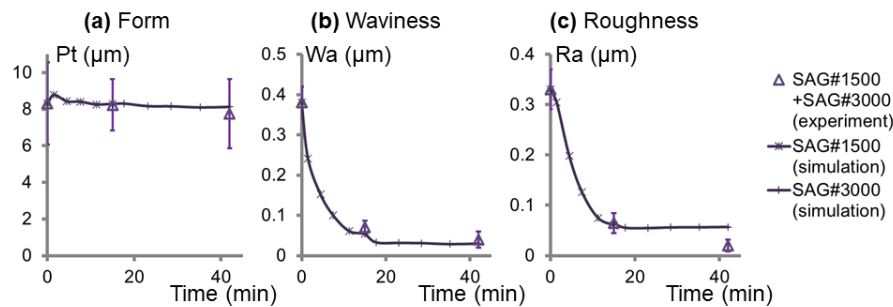 (a) Form
Pt (μm)
10
8
6
4
2
0
0
20
40
Time (min)
(b) Waviness
Wa (μm)
0.5
0.4
0.3
0.2
0.1
0
0
20
40
Time (min)
(c) Roughness
Ra (μm)
0.4
0.3
0.2
0.1
0
0
20
40
Time (min)
SAG#1500
+SAG#3000
(experiment)
SAG#1500
(simulation)
SAG#3000
(simulation)